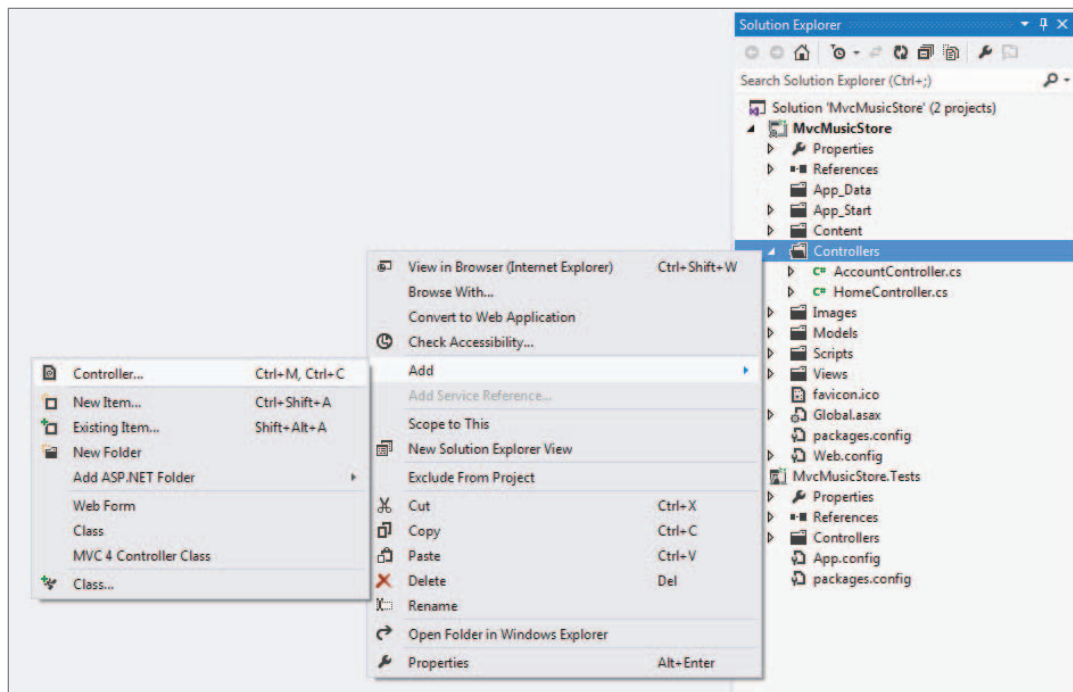 Solution Explorer
Search Solution Explorer (Ctrl+;)
Solution 'MvcMusicStore' (2 projects)
MvcMusicStore
Properties
References
App_Data
App_Start
Content
Controllers
AccountController.cs
HomeController.cs
Images
Models
Scripts
Views
favicon.ico
Global.asax
packages.config
Web.config
MvcMusicStore.Tests
Properties
References
Controllers
App.config
packages.config
View in Browser (Internet Explorer) Ctrl+Shift+W
Browse With...
Convert to Web Application
Check Accessibility...
Add
Add Service Reference...
Scope to This
New Solution Explorer View
Exclude From Project
Cut Ctrl+X
Copy Ctrl+C
Paste Ctrl+V
Delete Del
Rename
Open Folder in Windows Explorer
Properties Alt+Enter
Controller... Ctrl+M, Ctrl+C
New Item... Ctrl+Shift+A
Existing Item... Shift+Alt+A
New Folder
Add ASP.NET Folder
Web Form
Class
MVC 4 Controller Class
Class...